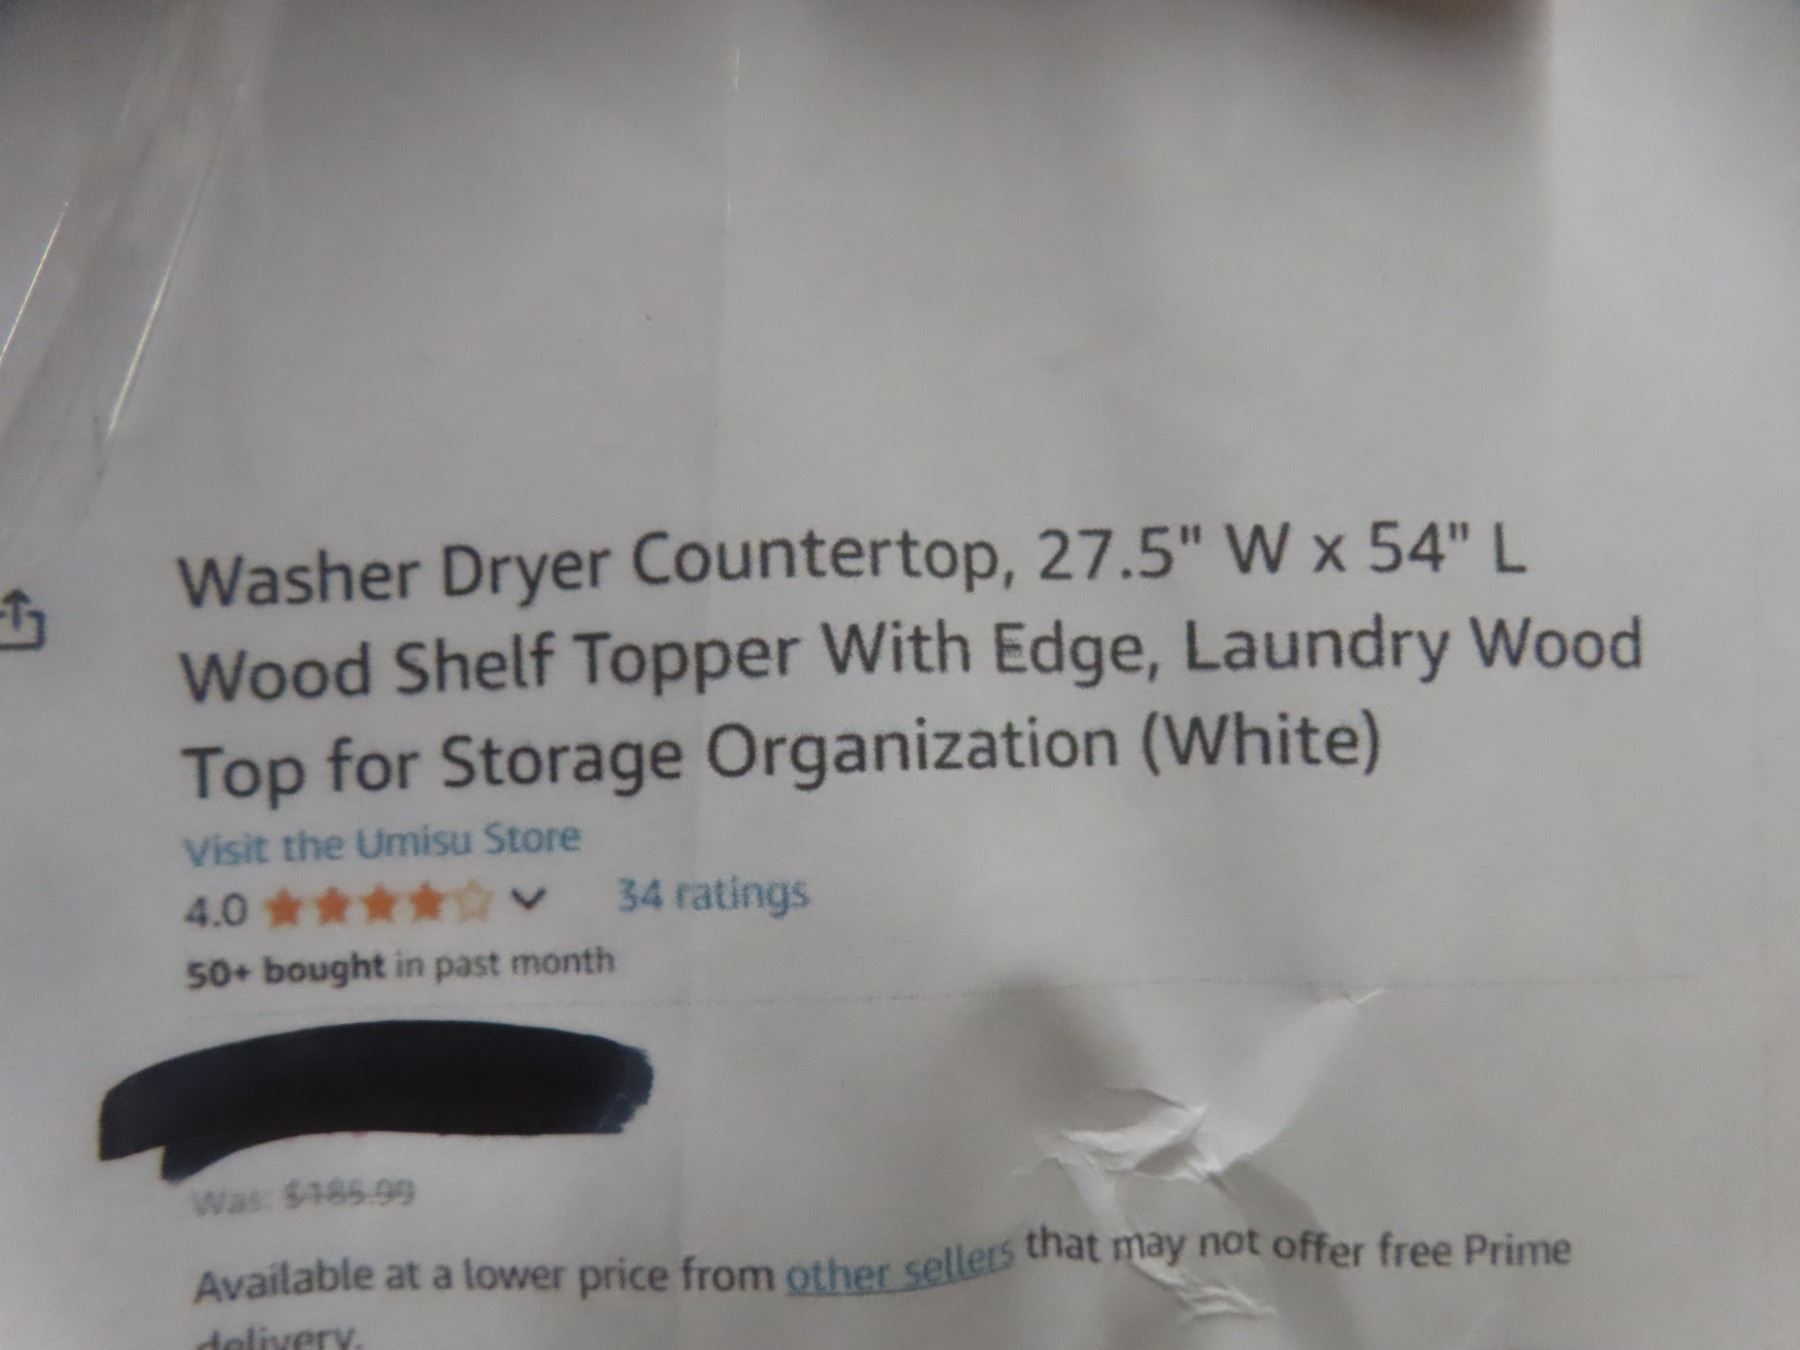 Washer Dryer Countertop, 27.5" W x 54" L
Wood Shelf Topper With Edge, Laundry Wood
Top for Storage Organization (White)
Visit the Umisu Store
4.0 34 ratings
50+ bought in past month
Was: $185.99
Available at a lower price from other sellers that may not offer free Prime
delivery.